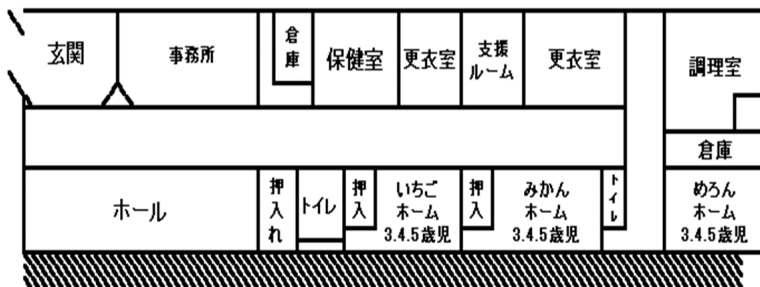 玄関
事務所
倉庫
保健室
更衣室
支援
ルーム
更衣室
調理室
倉庫
ホール
押入れ
トイレ
押入
いちご
ホーム
3.4.5歳児
押入
みかん
ホーム
3.4.5歳児
トイレ
めろん
ホーム
3.4.5歳児